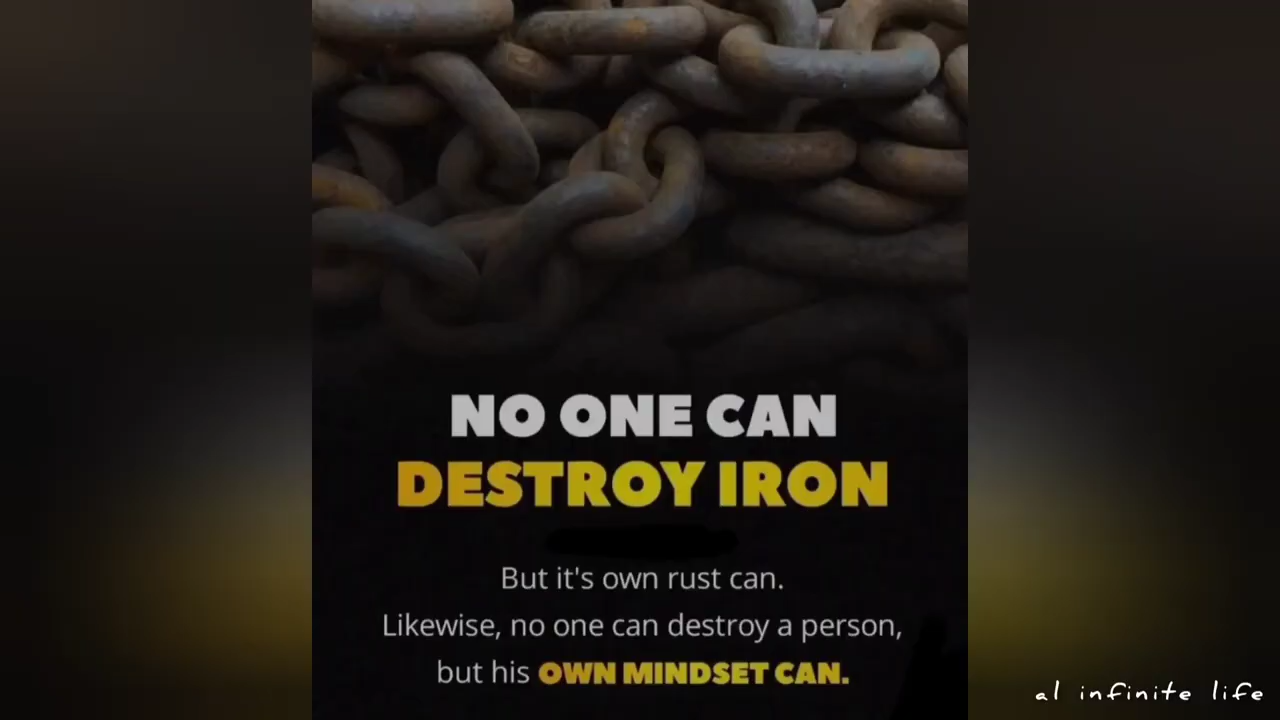 NO ONE CAN
DESTROY IRON
But it's own rust can.
Likewise, no one can destroy a person,
but his OWN MINDSET CAN.
al infinite life